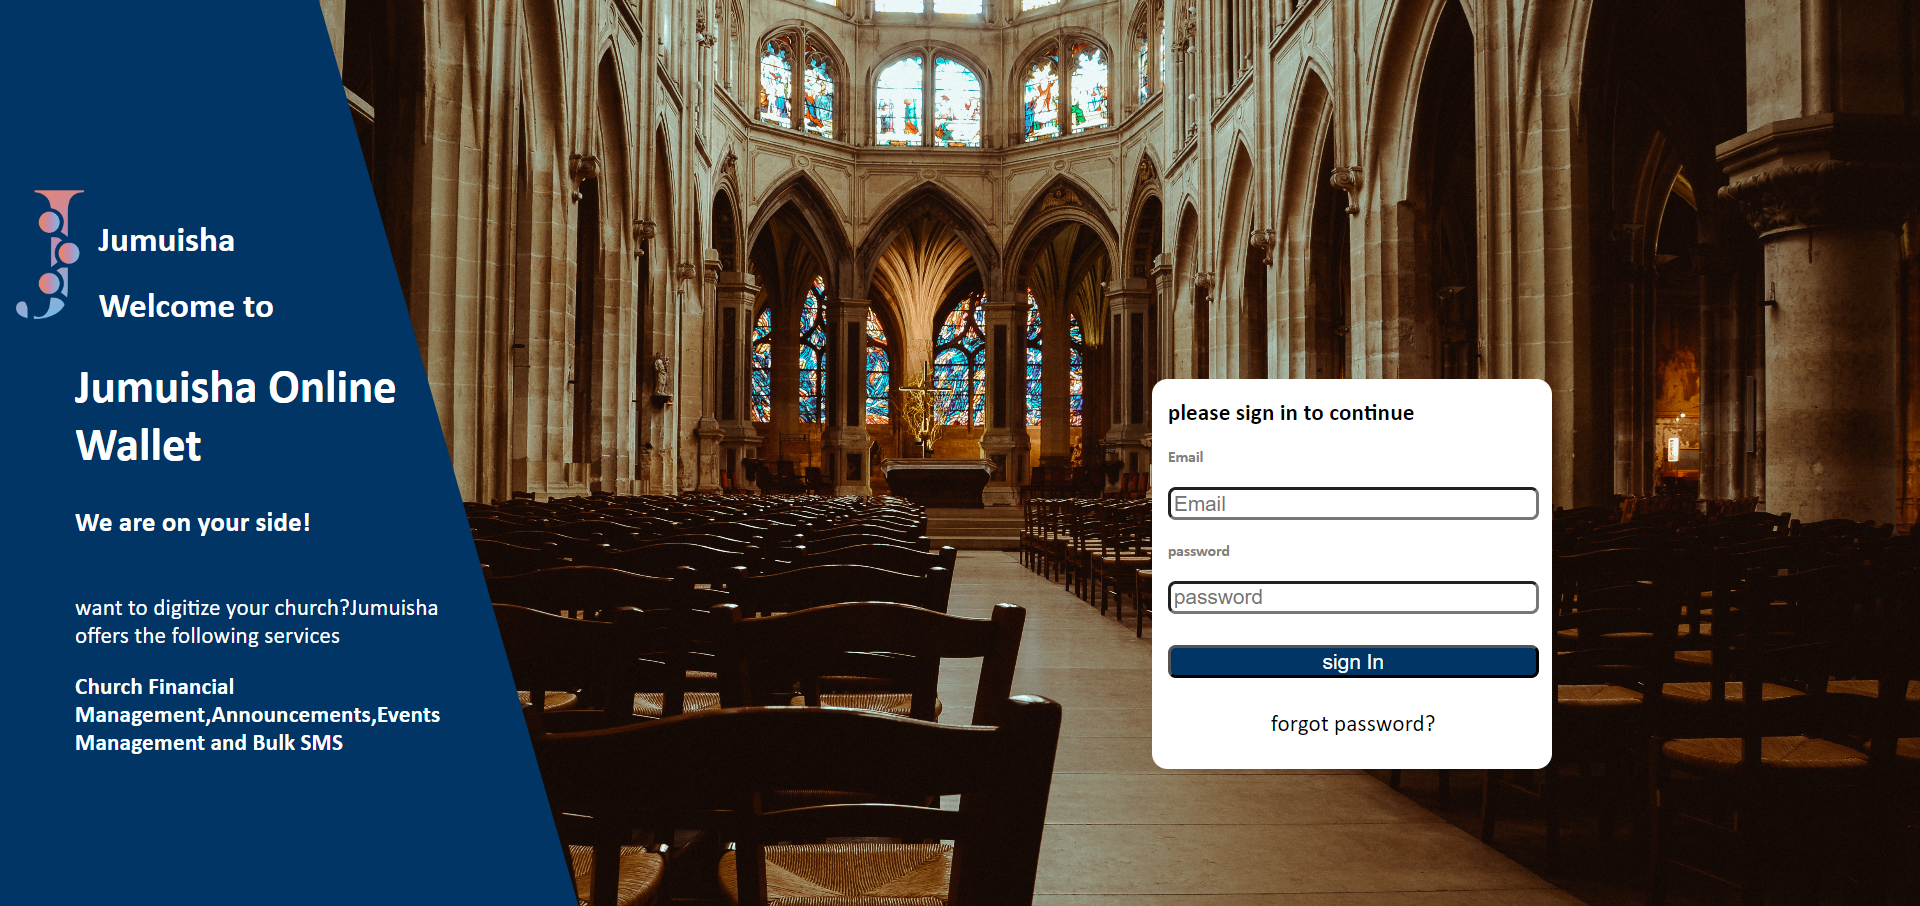 Jumuisha
Welcome to
Jumuisha Online
Wallet
We are on your side!
want to digitize your church?Jumuisha
offers the following services
Church Financial
Management,Announcements,Events
Management and Bulk SMS
please sign in to continue
Email
Email
password
password
sign In
forgot password?